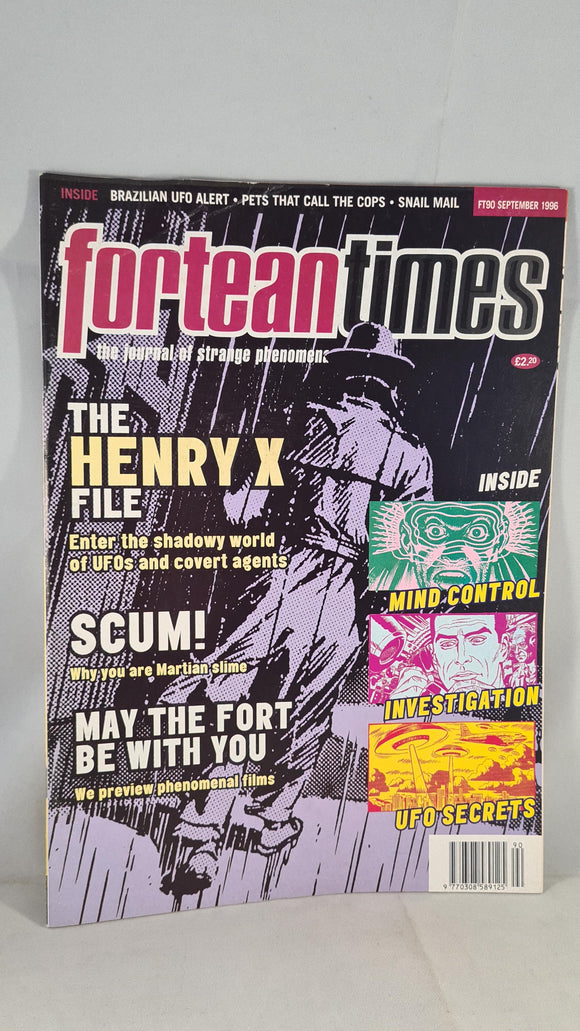 INSIDE BRAZILIAN UFO ALERT • PETS THAT CALL THE COPS • SNAIL MAIL
FT90 SEPTEMBER 1996
forteantimes
the journal of strange phenomena
£2.20
THE
HENRY X
FILE
Enter the shadowy world
of UFOs and covert agents
SCUM!
Why you are Martian slime
MAY THE FORT
BE WITH YOU
We preview phenomenal films
INSIDE
MIND CONTROL
INVESTIGATION
UFO SECRETS
90
9 770308 589125